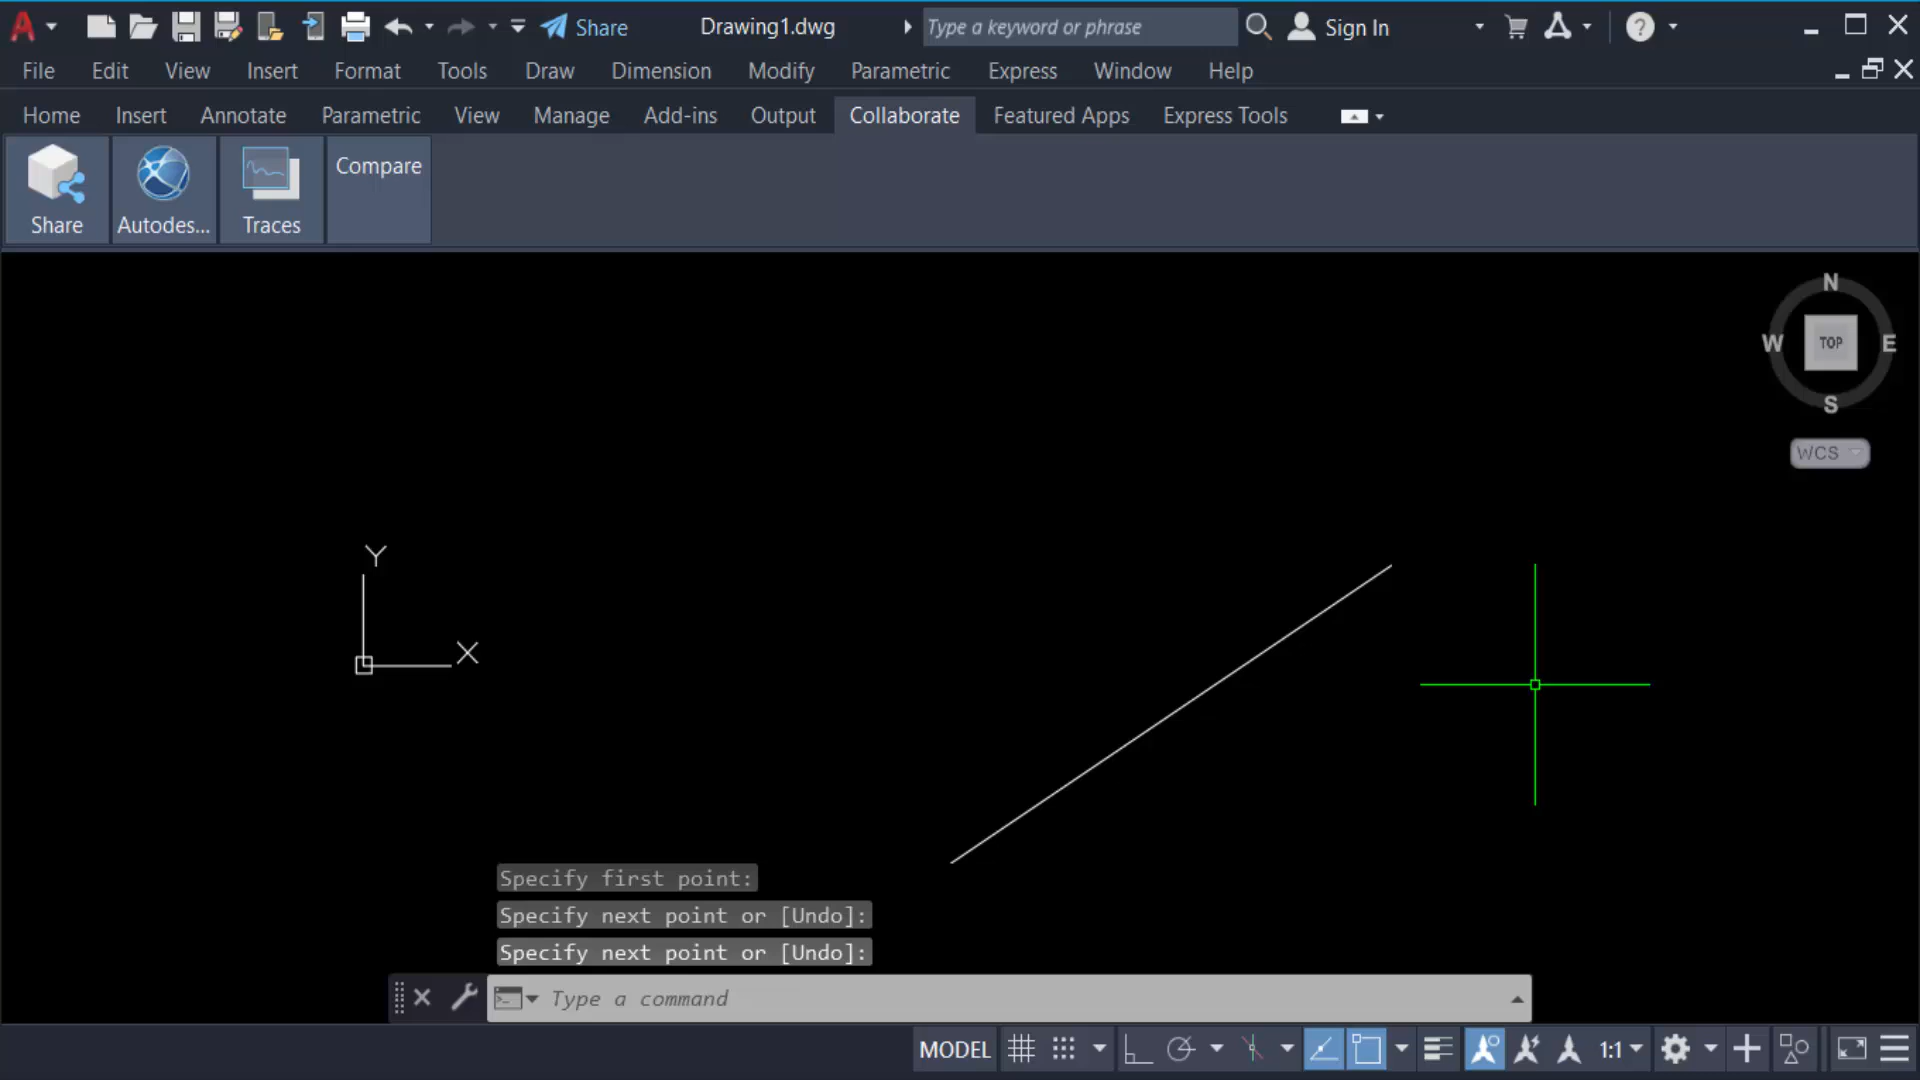 Share Drawing1.dwg Type a keyword or phrase Sign In
File Edit View Insert Format Tools Draw Dimension Modify Parametric Express Window Help
Home Insert Annotate Parametric View Manage Add-ins Output Collaborate Featured Apps Express Tools
Compare
Share Autodes... Traces
N
W TOP E
S
WCS
Y
X
Specify first point:
Specify next point or [Undo]:
Specify next point or [Undo]:
Type a command
MODEL 1:1